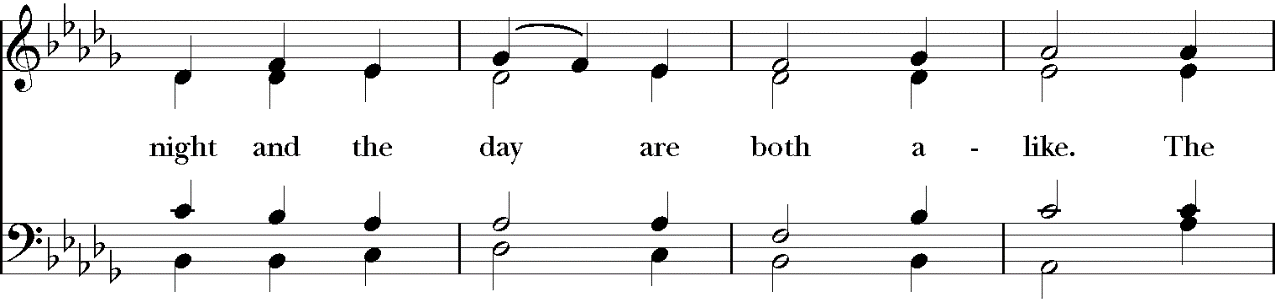 night and the day are both a - like. The